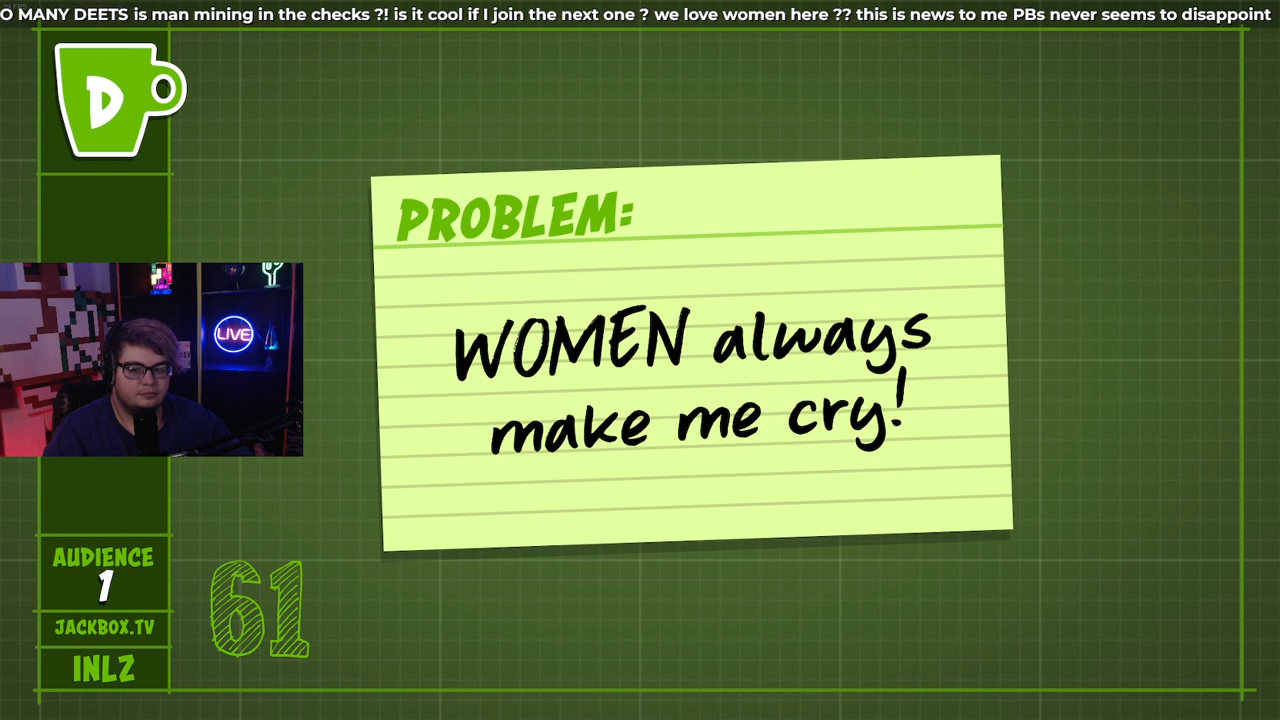 O MANY DEETS is man mining in the checks ?! is it cool if I join the next one ? we love women here ?? this is news to me PBs never seems to disappoint
D
PROBLEM:
WOMEN always
make me cry!
LIVE
AUDIENCE
1
JACKBOX.TV
INLZ
61